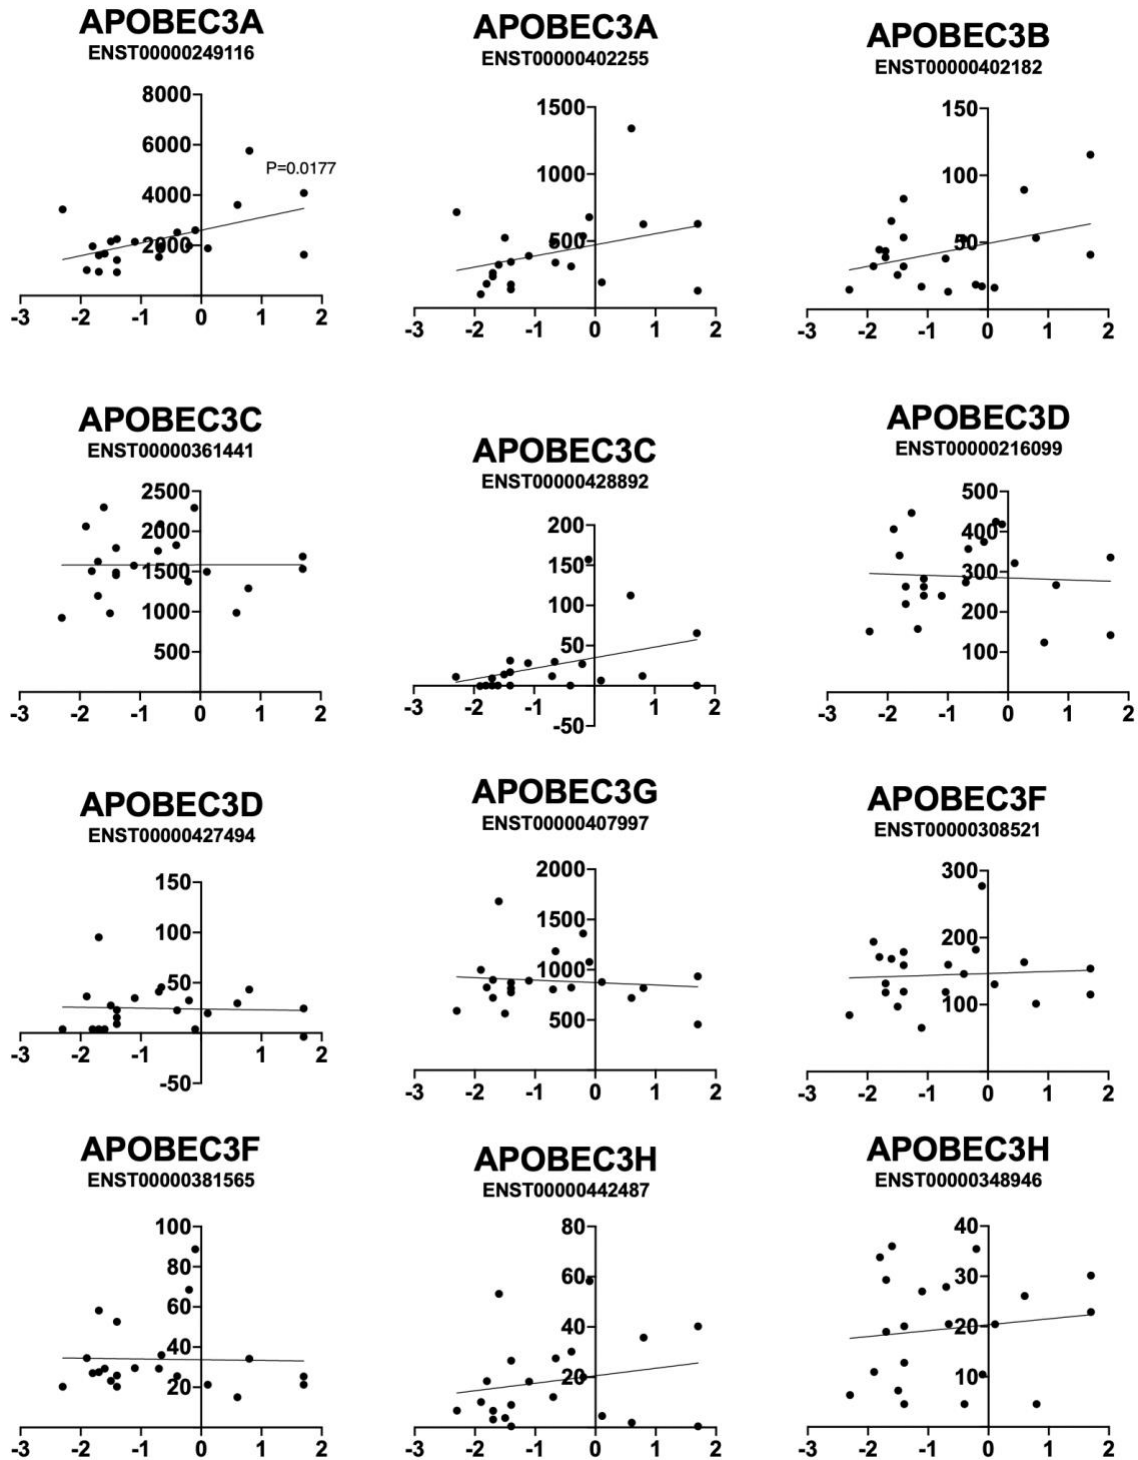 APOBEC3A
ENST00000249116
8000
6000
P=0.0177
4000
2000
-3 -2 -1 0 1 2
APOBEC3A
ENST00000402255
1500
1000
500
-3 -2 -1 0 1 2
APOBEC3B
ENST00000402182
150
100
50
-3 -2 -1 0 1 2
APOBEC3C
ENST00000361441
2500
2000
1500
1000
500
-3 -2 -1 0 1 2
APOBEC3C
ENST00000428892
200
150
100
50
-3 -2 -1 1 2
-50
APOBEC3D
ENST00000216099
500
400
300
200
100
-3 -2 -1 0 1 2
APOBEC3D
ENST00000427494
150
100
50
-3 -2 -1 1 2
-50
APOBEC3G
ENST00000407997
2000
1500
1000
500
-3 -2 -1 0 1 2
APOBEC3F
ENST00000308521
300
200
100
-3 -2 -1 0 1 2
APOBEC3F
ENST00000381565
100
80
60
40
20
-3 -2 -1 0 1 2
APOBEC3H
ENST00000442487
80
60
40
20
-3 -2 -1 0 1 2
APOBEC3H
ENST00000348946
40
30
20
10
-3 -2 -1 0 1 2